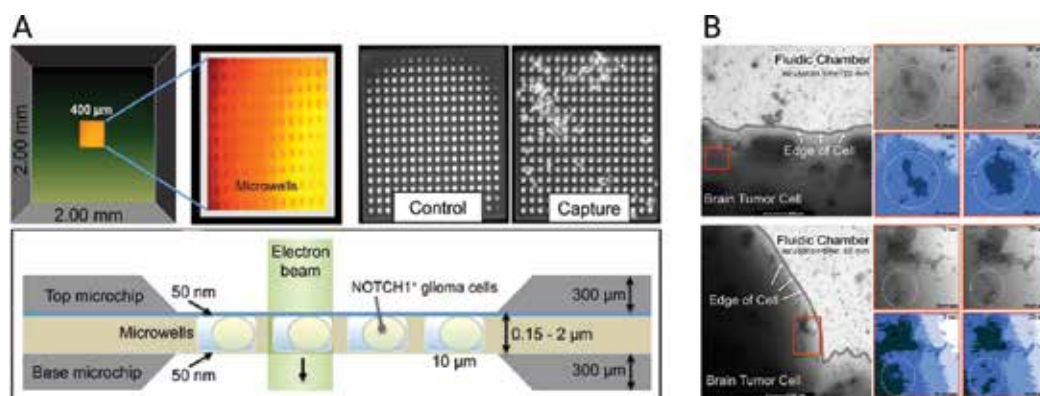 A
400 µm
2.00 mm
2.00 mm
Microwells
Control
Capture
Electron
beam
Top microchip
50 nm
NOTCH1⁺ glioma cells
300 µm
Microwells
0.15 - 2 µm
Base microchip
50 nm
10 µm
300 µm
B
Fluidic Chamber
Edge of Cell
Brain Tumor Cell
Fluidic Chamber
Edge of Cell
Brain Tumor Cell